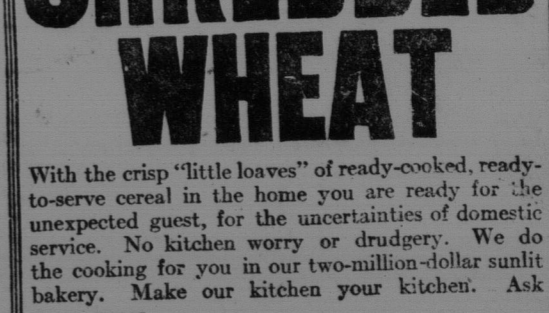 SHREDDED
WHEAT
With the crisp "little loaves" of ready-cooked, ready-
to-serve cereal in the home you are ready for the
unexpected guest, for the uncertainties of domestic
service. No kitchen worry or drudgery. We do
the cooking for you in our two-million-dollar sunlit
bakery. Make our kitchen your kitchen. Ask